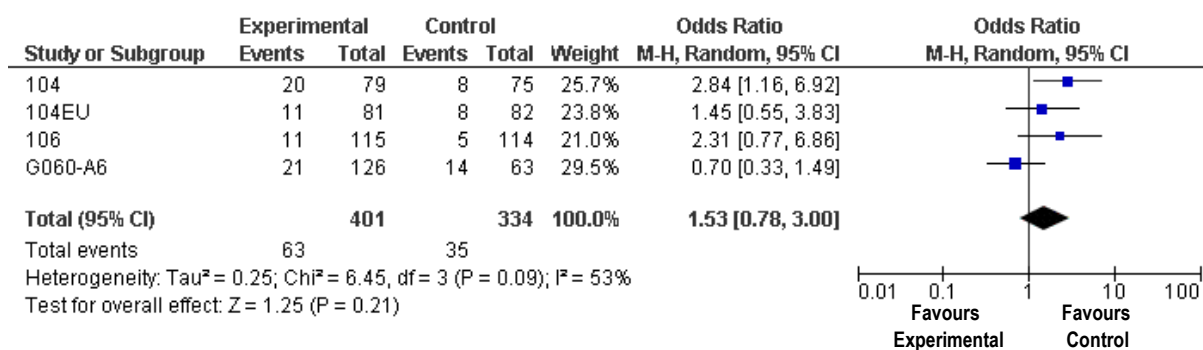 Experimental Control Odds Ratio Odds Ratio
Study or Subgroup Events Total Events Total Weight M-H, Random, 95% CI M-H, Random, 95% CI
104 20 79 8 75 25.7% 2.84 [1.16, 6.92]
104EU 11 81 8 82 23.8% 1.45 [0.55, 3.83]
106 11 115 5 114 21.0% 2.31 [0.77, 6.86]
G060-A6 21 126 14 63 29.5% 0.70 [0.33, 1.49]
Total (95% CI) 401 334 100.0% 1.53 [0.78, 3.00]
Total events 63 35
Heterogeneity: Tau² = 0.25; Chi² = 6.45, df = 3 (P = 0.09); I² = 53%
Test for overall effect: Z = 1.25 (P = 0.21)
0.01 0.1 1 10 100
Favours Favours
Experimental Control